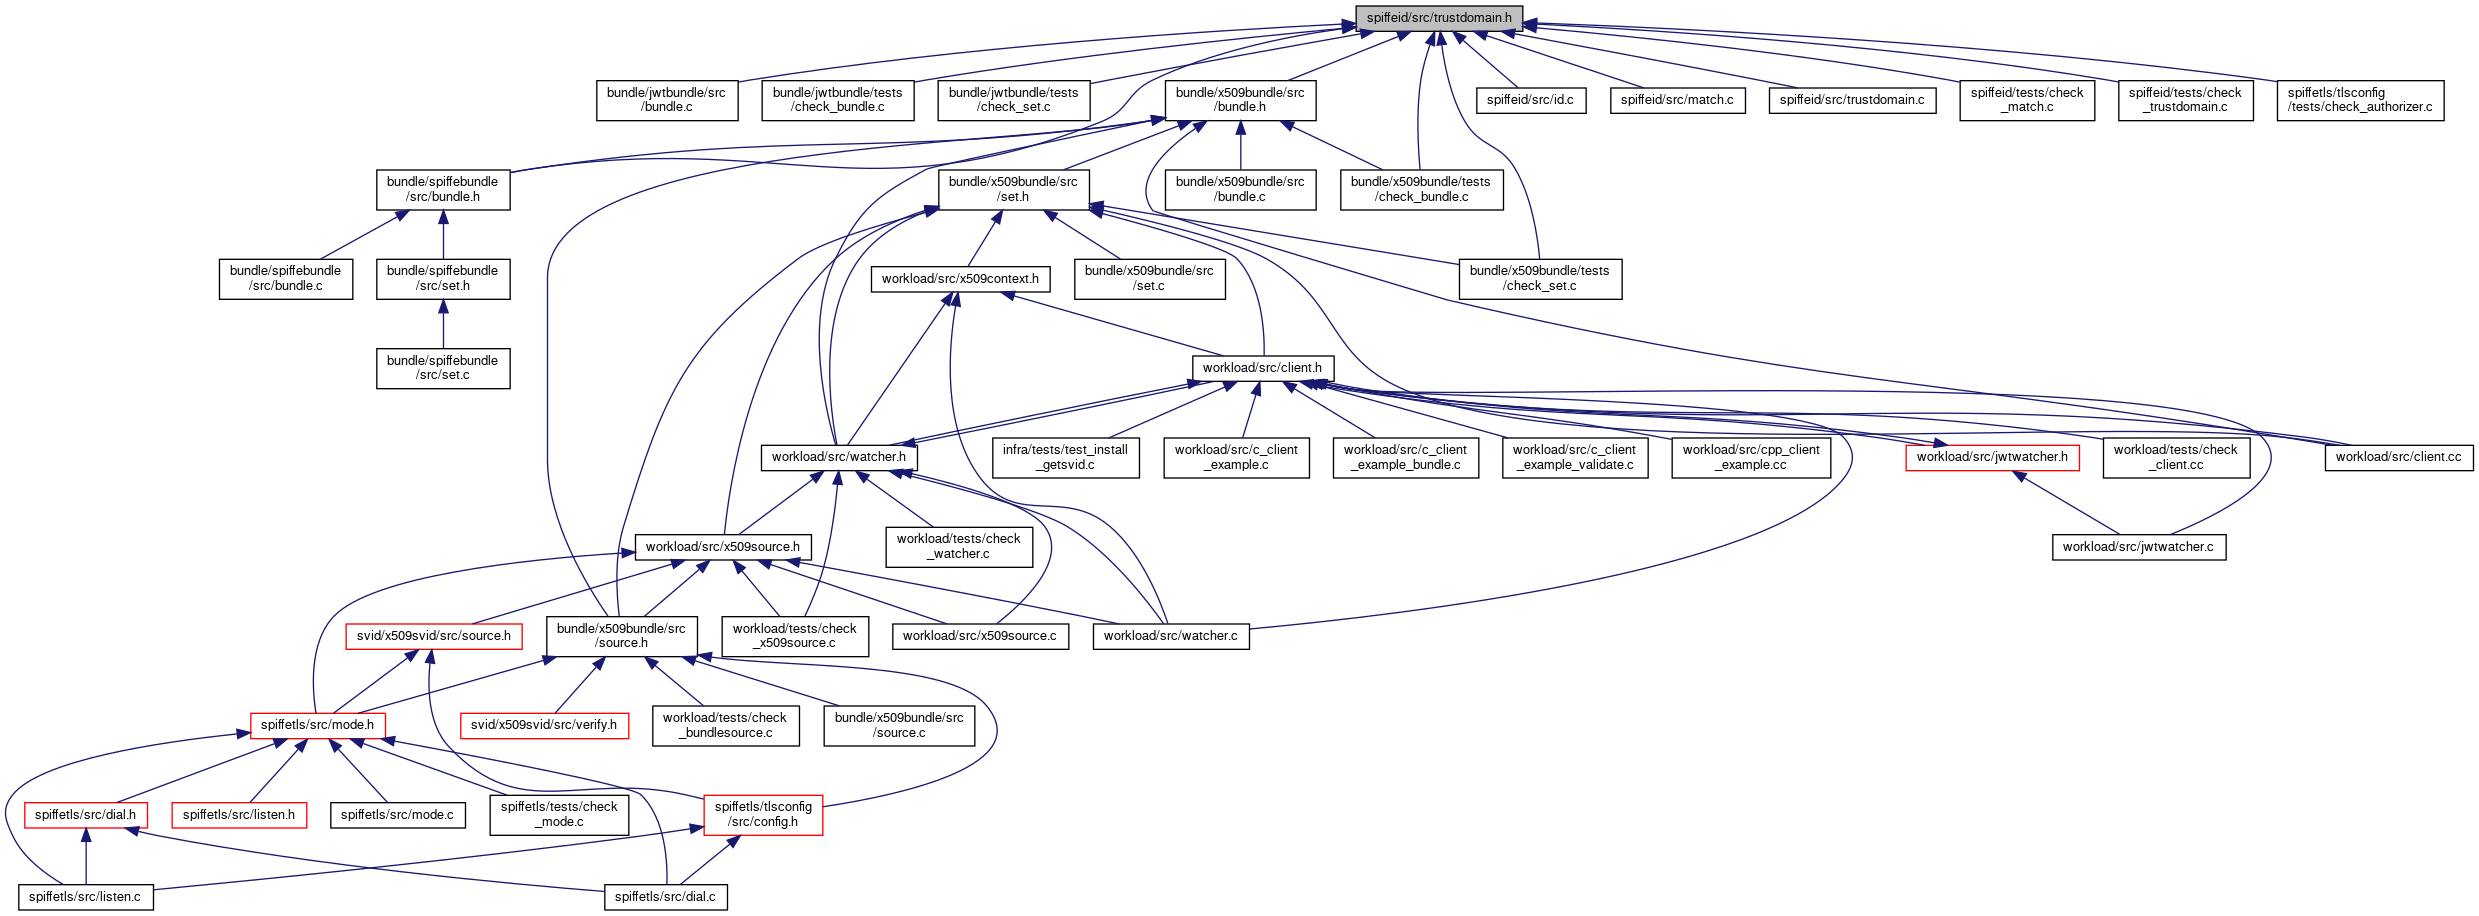 spiffeid/src/trustdomain.h
bundle/jwtbundle/src
/bundle.c
bundle/jwtbundle/tests
/check_bundle.c
bundle/jwtbundle/tests
/check_set.c
bundle/x509bundle/src
/bundle.h
spiffeid/src/id.c
spiffeid/src/match.c
spiffeid/src/trustdomain.c
spiffeid/tests/check
_match.c
spiffeid/tests/check
_trustdomain.c
spiffetls/tlsconfig
/tests/check_authorizer.c
bundle/spiffebundle
/src/bundle.h
bundle/x509bundle/src
/set.h
bundle/x509bundle/src
/bundle.c
bundle/x509bundle/tests
/check_bundle.c
bundle/spiffebundle
/src/bundle.c
bundle/spiffebundle
/src/set.h
workload/src/x509context.h
bundle/x509bundle/src
/set.c
bundle/x509bundle/tests
/check_set.c
bundle/spiffebundle
/src/set.c
workload/src/client.h
workload/src/watcher.h
infra/tests/test_install
_getsvid.c
workload/src/c_client
_example.c
workload/src/c_client
_example_bundle.c
workload/src/c_client
_example_validate.c
workload/src/cpp_client
_example.cc
workload/src/jwtwatcher.h
workload/tests/check
_client.cc
workload/src/client.cc
workload/src/x509source.h
workload/tests/check
_watcher.c
workload/src/jwtwatcher.c
svid/x509svid/src/source.h
bundle/x509bundle/src
/source.h
workload/tests/check
_x509source.c
workload/src/x509source.c
workload/src/watcher.c
spiffetls/src/mode.h
svid/x509svid/src/verify.h
workload/tests/check
_bundlesource.c
bundle/x509bundle/src
/source.c
spiffetls/src/dial.h
spiffetls/src/listen.h
spiffetls/src/mode.c
spiffetls/tests/check
_mode.c
spiffetls/tlsconfig
/src/config.h
spiffetls/src/listen.c
spiffetls/src/dial.c